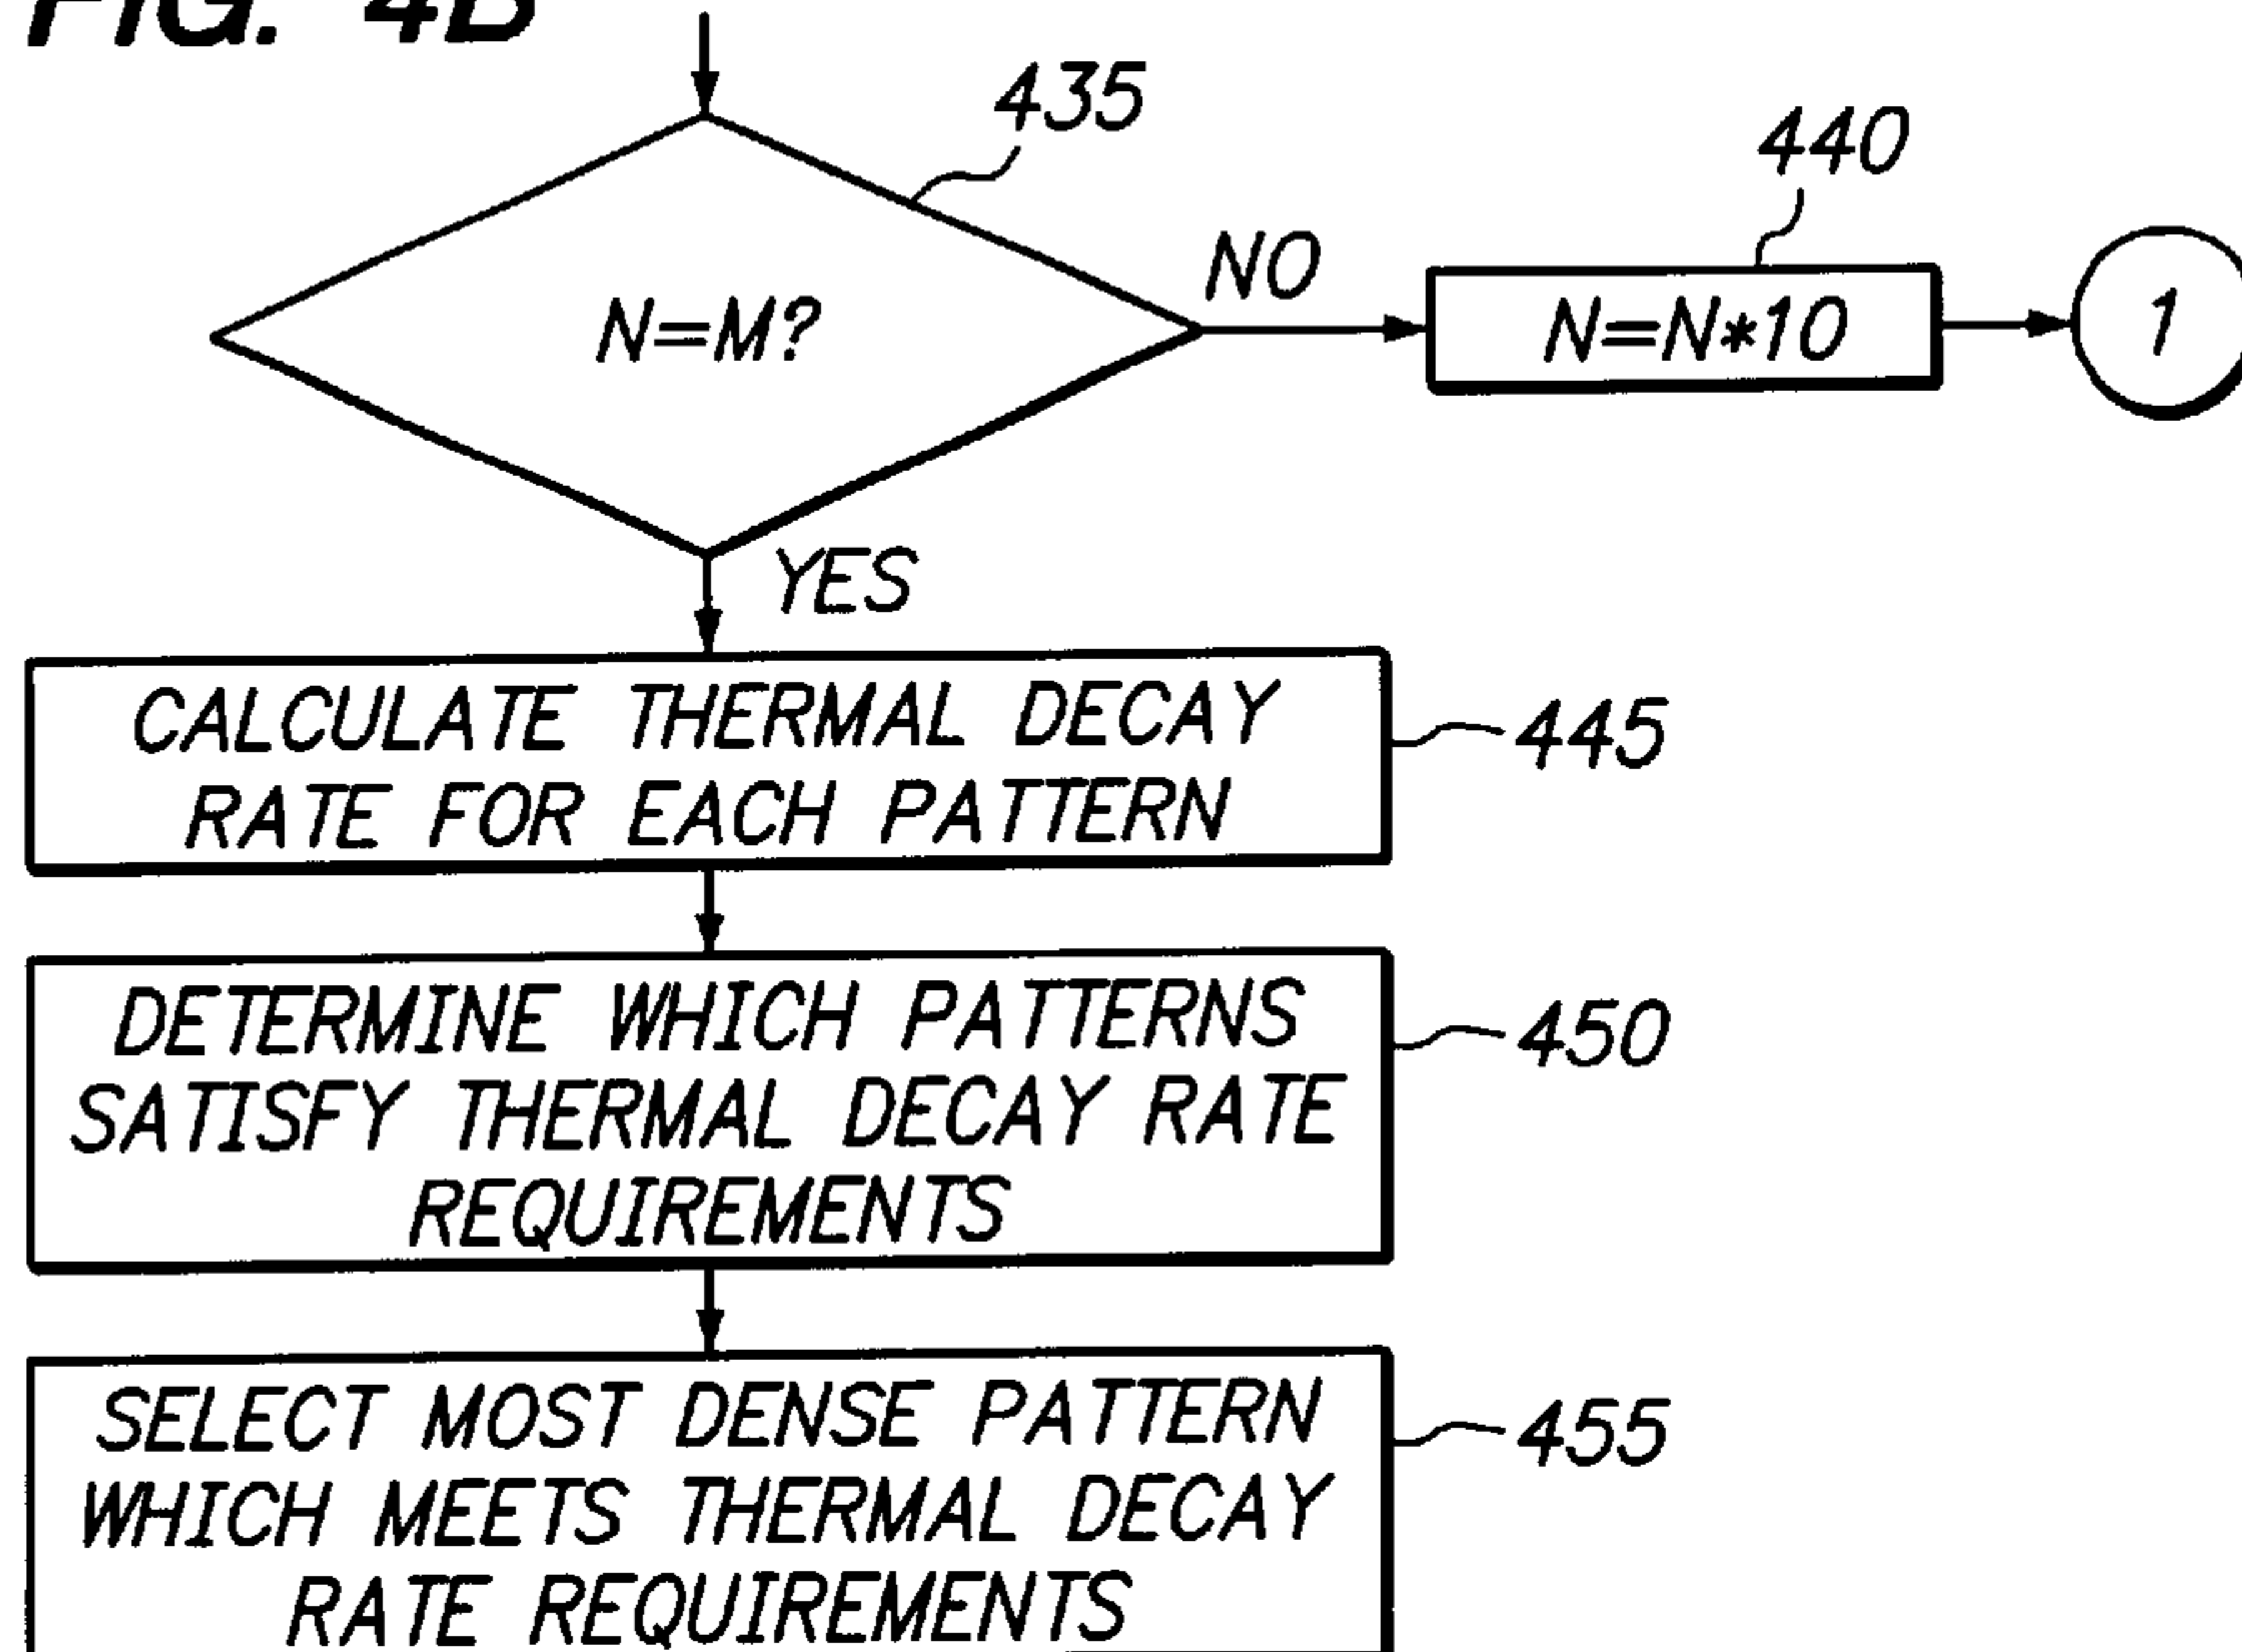 FIG. 4B
435
440
NO
N=M?
N=N*10
1
YES
CALCULATE THERMAL DECAY
RATE FOR EACH PATTERN
445
DETERMINE WHICH PATTERNS
SATISFY THERMAL DECAY RATE
REQUIREMENTS
450
SELECT MOST DENSE PATTERN
WHICH MEETS THERMAL DECAY
RATE REQUIREMENTS
455